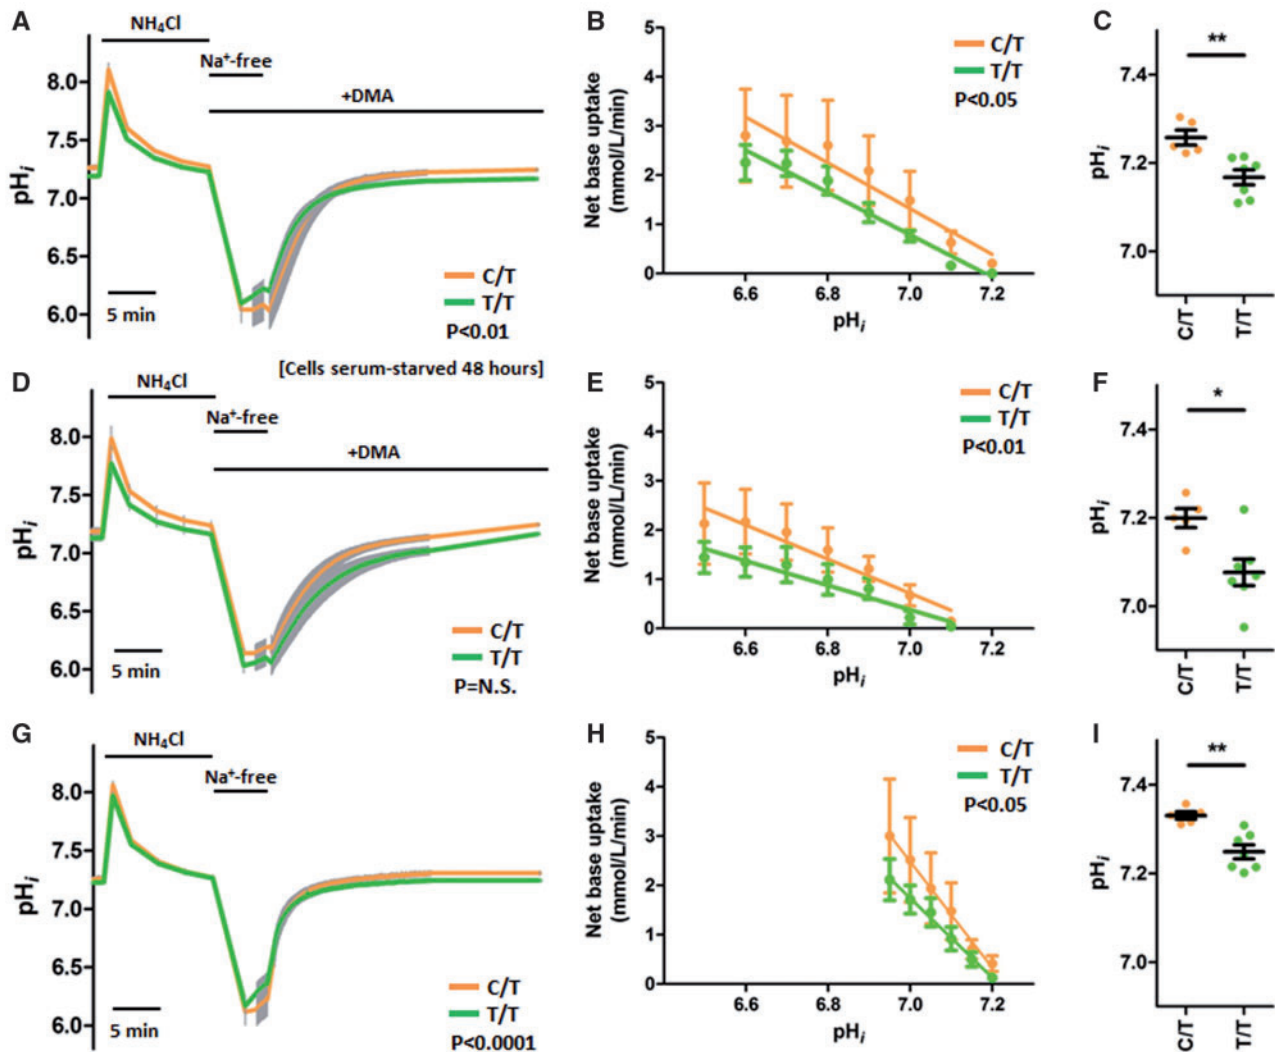 A
NH₄Cl
Na⁺-free
+DMA
pHᵢ
8.0
7.5
7.0
6.5
6.0
5 min
C/T
T/T
P<0.01
B
Net base uptake
(mmol/L/min)
5
4
3
2
1
0
6.6
6.8
7.0
7.2
pHᵢ
C/T
T/T
P<0.05
C
**
pHᵢ
7.4
7.2
7.0
C/T
T/T
[Cells serum-starved 48 hours]
D
NH₄Cl
Na⁺-free
+DMA
pHᵢ
8.0
7.5
7.0
6.5
6.0
5 min
C/T
T/T
P=N.S.
E
Net base uptake
(mmol/L/min)
5
4
3
2
1
0
6.6
6.8
7.0
7.2
pHᵢ
C/T
T/T
P<0.01
F
*
pHᵢ
7.4
7.2
7.0
C/T
T/T
G
NH₄Cl
Na⁺-free
pHᵢ
8.0
7.5
7.0
6.5
6.0
5 min
C/T
T/T
P<0.0001
H
Net base uptake
(mmol/L/min)
5
4
3
2
1
0
6.6
6.8
7.0
7.2
pHᵢ
C/T
T/T
P<0.05
I
**
pHᵢ
7.4
7.2
7.0
C/T
T/T